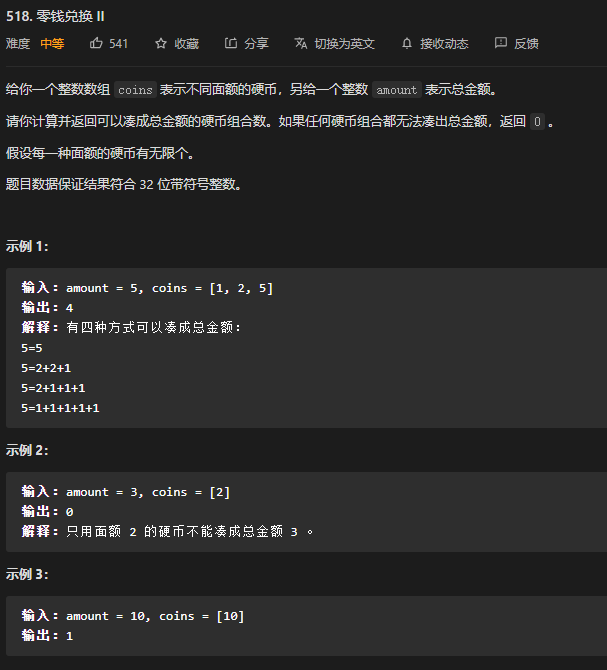 518. 零钱兑换 II
难度 中等 541 收藏 分享 切换为英文 接收动态 反馈
给你一个整数数组 coins 表示不同面额的硬币，另给一个整数 amount 表示总金额。
请你计算并返回可以凑成总金额的硬币组合数。如果任何硬币组合都无法凑出总金额，返回 0 。
假设每一种面额的硬币有无限个。
题目数据保证结果符合 32 位带符号整数。
示例 1：
输入：amount = 5, coins = [1, 2, 5]
输出：4
解释：有四种方式可以凑成总金额：
5=5
5=2+2+1
5=2+1+1+1
5=1+1+1+1+1
示例 2：
输入：amount = 3, coins = [2]
输出：0
解释：只用面额 2 的硬币不能凑成总金额 3 。
示例 3：
输入：amount = 10, coins = [10]
输出：1